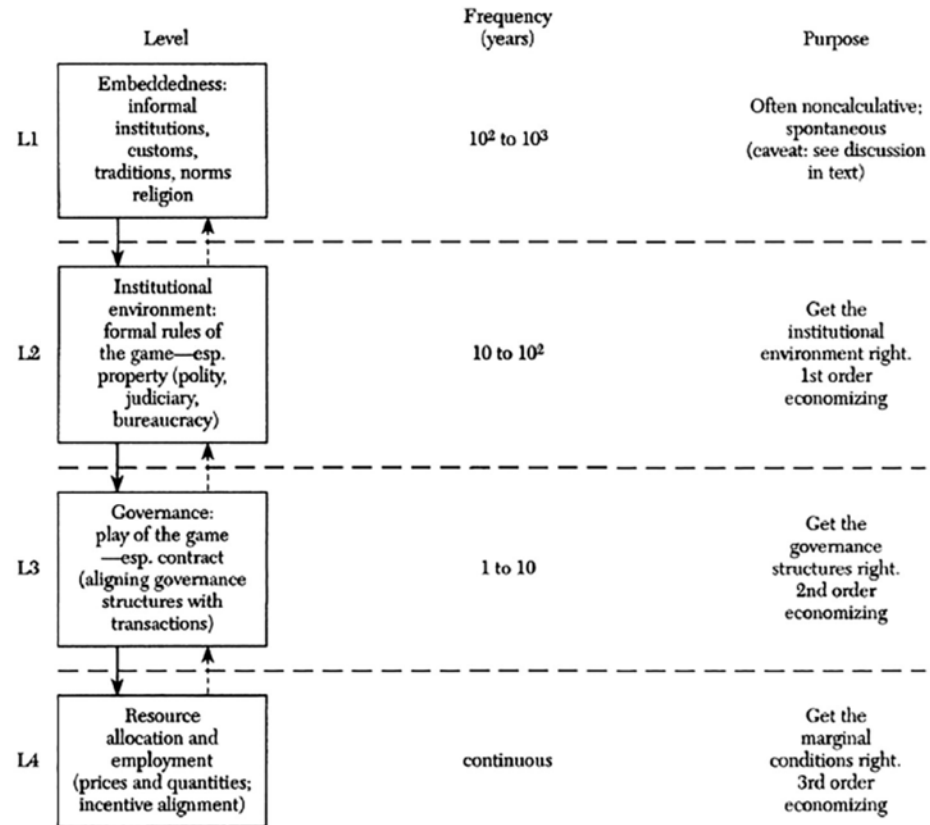 Level
Frequency
(years)
Purpose
L1
Embeddedness:
informal
institutions,
customs,
traditions, norms
religion
10² to 10³
Often noncalculative;
spontaneous
(caveat: see discussion
in text)
L2
Institutional
environment:
formal rules of
the game—esp.
property (polity,
judiciary,
bureaucracy)
10 to 10²
Get the
institutional
environment right.
1st order
economizing
L3
Governance:
play of the game
—esp. contract
(aligning governance
structures with
transactions)
1 to 10
Get the
governance
structures right.
2nd order
economizing
L4
Resource
allocation and
employment
(prices and quantities;
incentive alignment)
continuous
Get the
marginal
conditions right.
3rd order
economizing